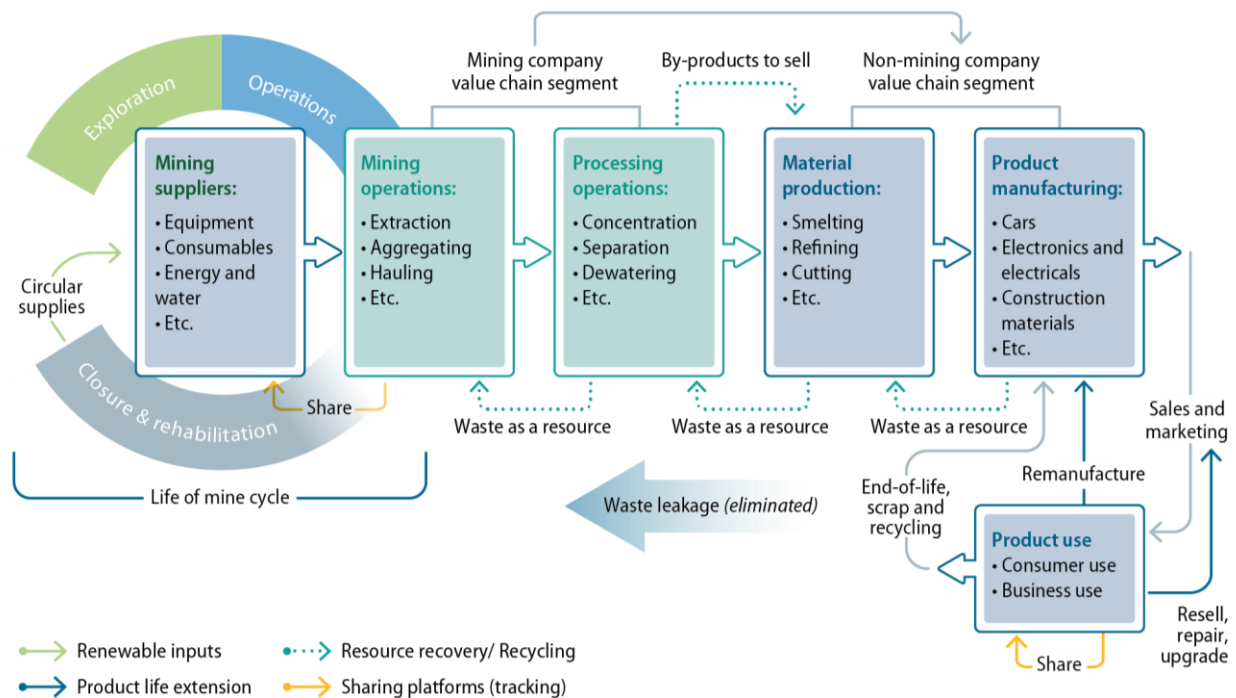 Mining company
value chain segment
By-products to sell
Non-mining company
value chain segment
Exploration
Operations
Mining
suppliers:
• Equipment
• Consumables
• Energy and
water
• Etc.
Mining
operations:
• Extraction
• Aggregating
• Hauling
• Etc.
Processing
operations:
• Concentration
• Separation
• Dewatering
• Etc.
Material
production:
• Smelting
• Refining
• Cutting
• Etc.
Product
manufacturing:
• Cars
• Electronics and
electricals
• Construction
materials
• Etc.
Circular
supplies
Closure & rehabilitation
Share
Waste as a resource
Waste as a resource
Waste as a resource
Sales and
marketing
Life of mine cycle
Waste leakage (eliminated)
End-of-life,
scrap and
recycling
Remanufacture
Product use
• Consumer use
• Business use
Resell,
repair,
upgrade
Share
Renewable inputs
Resource recovery/ Recycling
Product life extension
Sharing platforms (tracking)